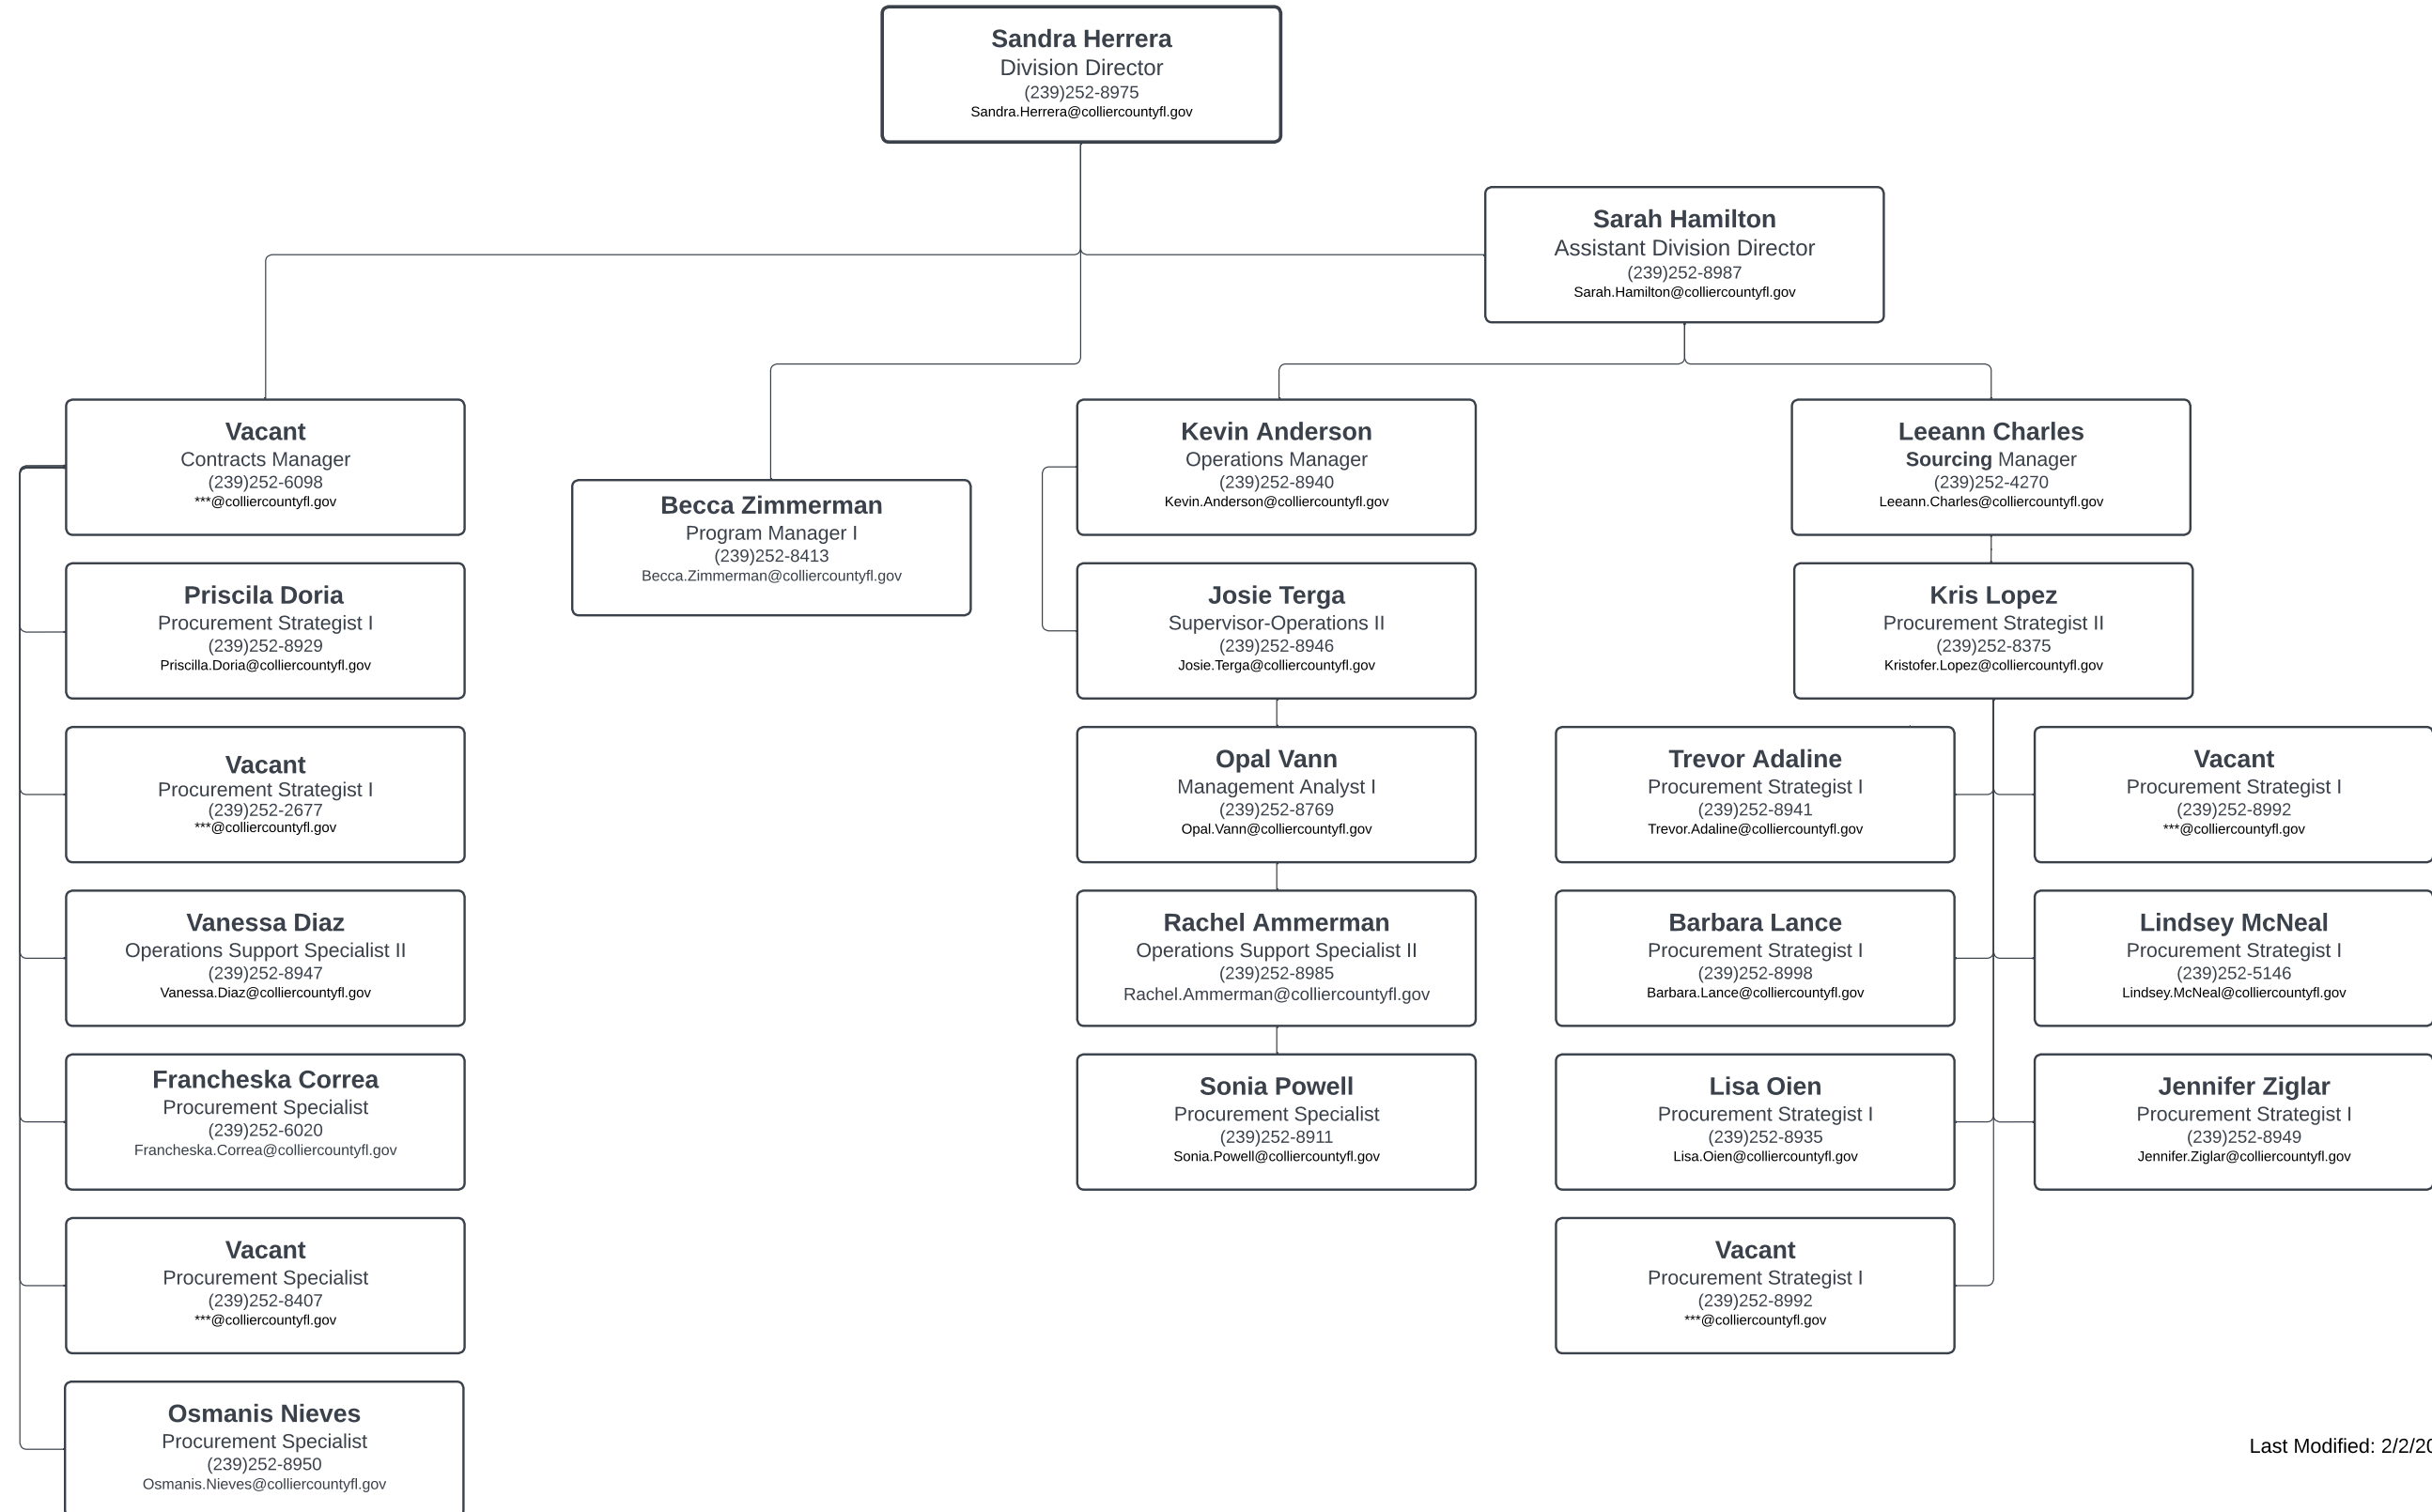 Sandra Herrera
Division Director
(239)252-8975
Sandra.Herrera@colliercountyfl.gov
Sarah Hamilton
Assistant Division Director
(239)252-8987
Sarah.Hamilton@colliercountyfl.gov
Vacant
Contracts Manager
(239)252-6098
***@colliercountyfl.gov
Becca Zimmerman
Program Manager I
(239)252-8413
Becca.Zimmerman@colliercountyfl.gov
Kevin Anderson
Operations Manager
(239)252-8940
Kevin.Anderson@colliercountyfl.gov
Leeann Charles
Sourcing Manager
(239)252-4270
Leeann.Charles@colliercountyfl.gov
Priscila Doria
Procurement Strategist I
(239)252-8929
Priscilla.Doria@colliercountyfl.gov
Josie Terga
Supervisor-Operations II
(239)252-8946
Josie.Terga@colliercountyfl.gov
Kris Lopez
Procurement Strategist II
(239)252-8375
Kristofer.Lopez@colliercountyfl.gov
Vacant
Procurement Strategist I
(239)252-2677
***@colliercountyfl.gov
Opal Vann
Management Analyst I
(239)252-8769
Opal.Vann@colliercountyfl.gov
Trevor Adaline
Procurement Strategist I
(239)252-8941
Trevor.Adaline@colliercountyfl.gov
Vacant
Procurement Strategist I
(239)252-8992
***@colliercountyfl.gov
Vanessa Diaz
Operations Support Specialist II
(239)252-8947
Vanessa.Diaz@colliercountyfl.gov
Rachel Ammerman
Operations Support Specialist II
(239)252-8985
Rachel.Ammerman@colliercountyfl.gov
Barbara Lance
Procurement Strategist I
(239)252-8998
Barbara.Lance@colliercountyfl.gov
Lindsey McNeal
Procurement Strategist I
(239)252-5146
Lindsey.McNeal@colliercountyfl.gov
Francheska Correa
Procurement Specialist
(239)252-6020
Francheska.Correa@colliercountyfl.gov
Sonia Powell
Procurement Specialist
(239)252-8911
Sonia.Powell@colliercountyfl.gov
Lisa Oien
Procurement Strategist I
(239)252-8935
Lisa.Oien@colliercountyfl.gov
Jennifer Ziglar
Procurement Strategist I
(239)252-8949
Jennifer.Ziglar@colliercountyfl.gov
Vacant
Procurement Specialist
(239)252-8407
***@colliercountyfl.gov
Vacant
Procurement Strategist I
(239)252-8992
***@colliercountyfl.gov
Osmanis Nieves
Procurement Specialist
(239)252-8950
Osmanis.Nieves@colliercountyfl.gov
Last Modified: